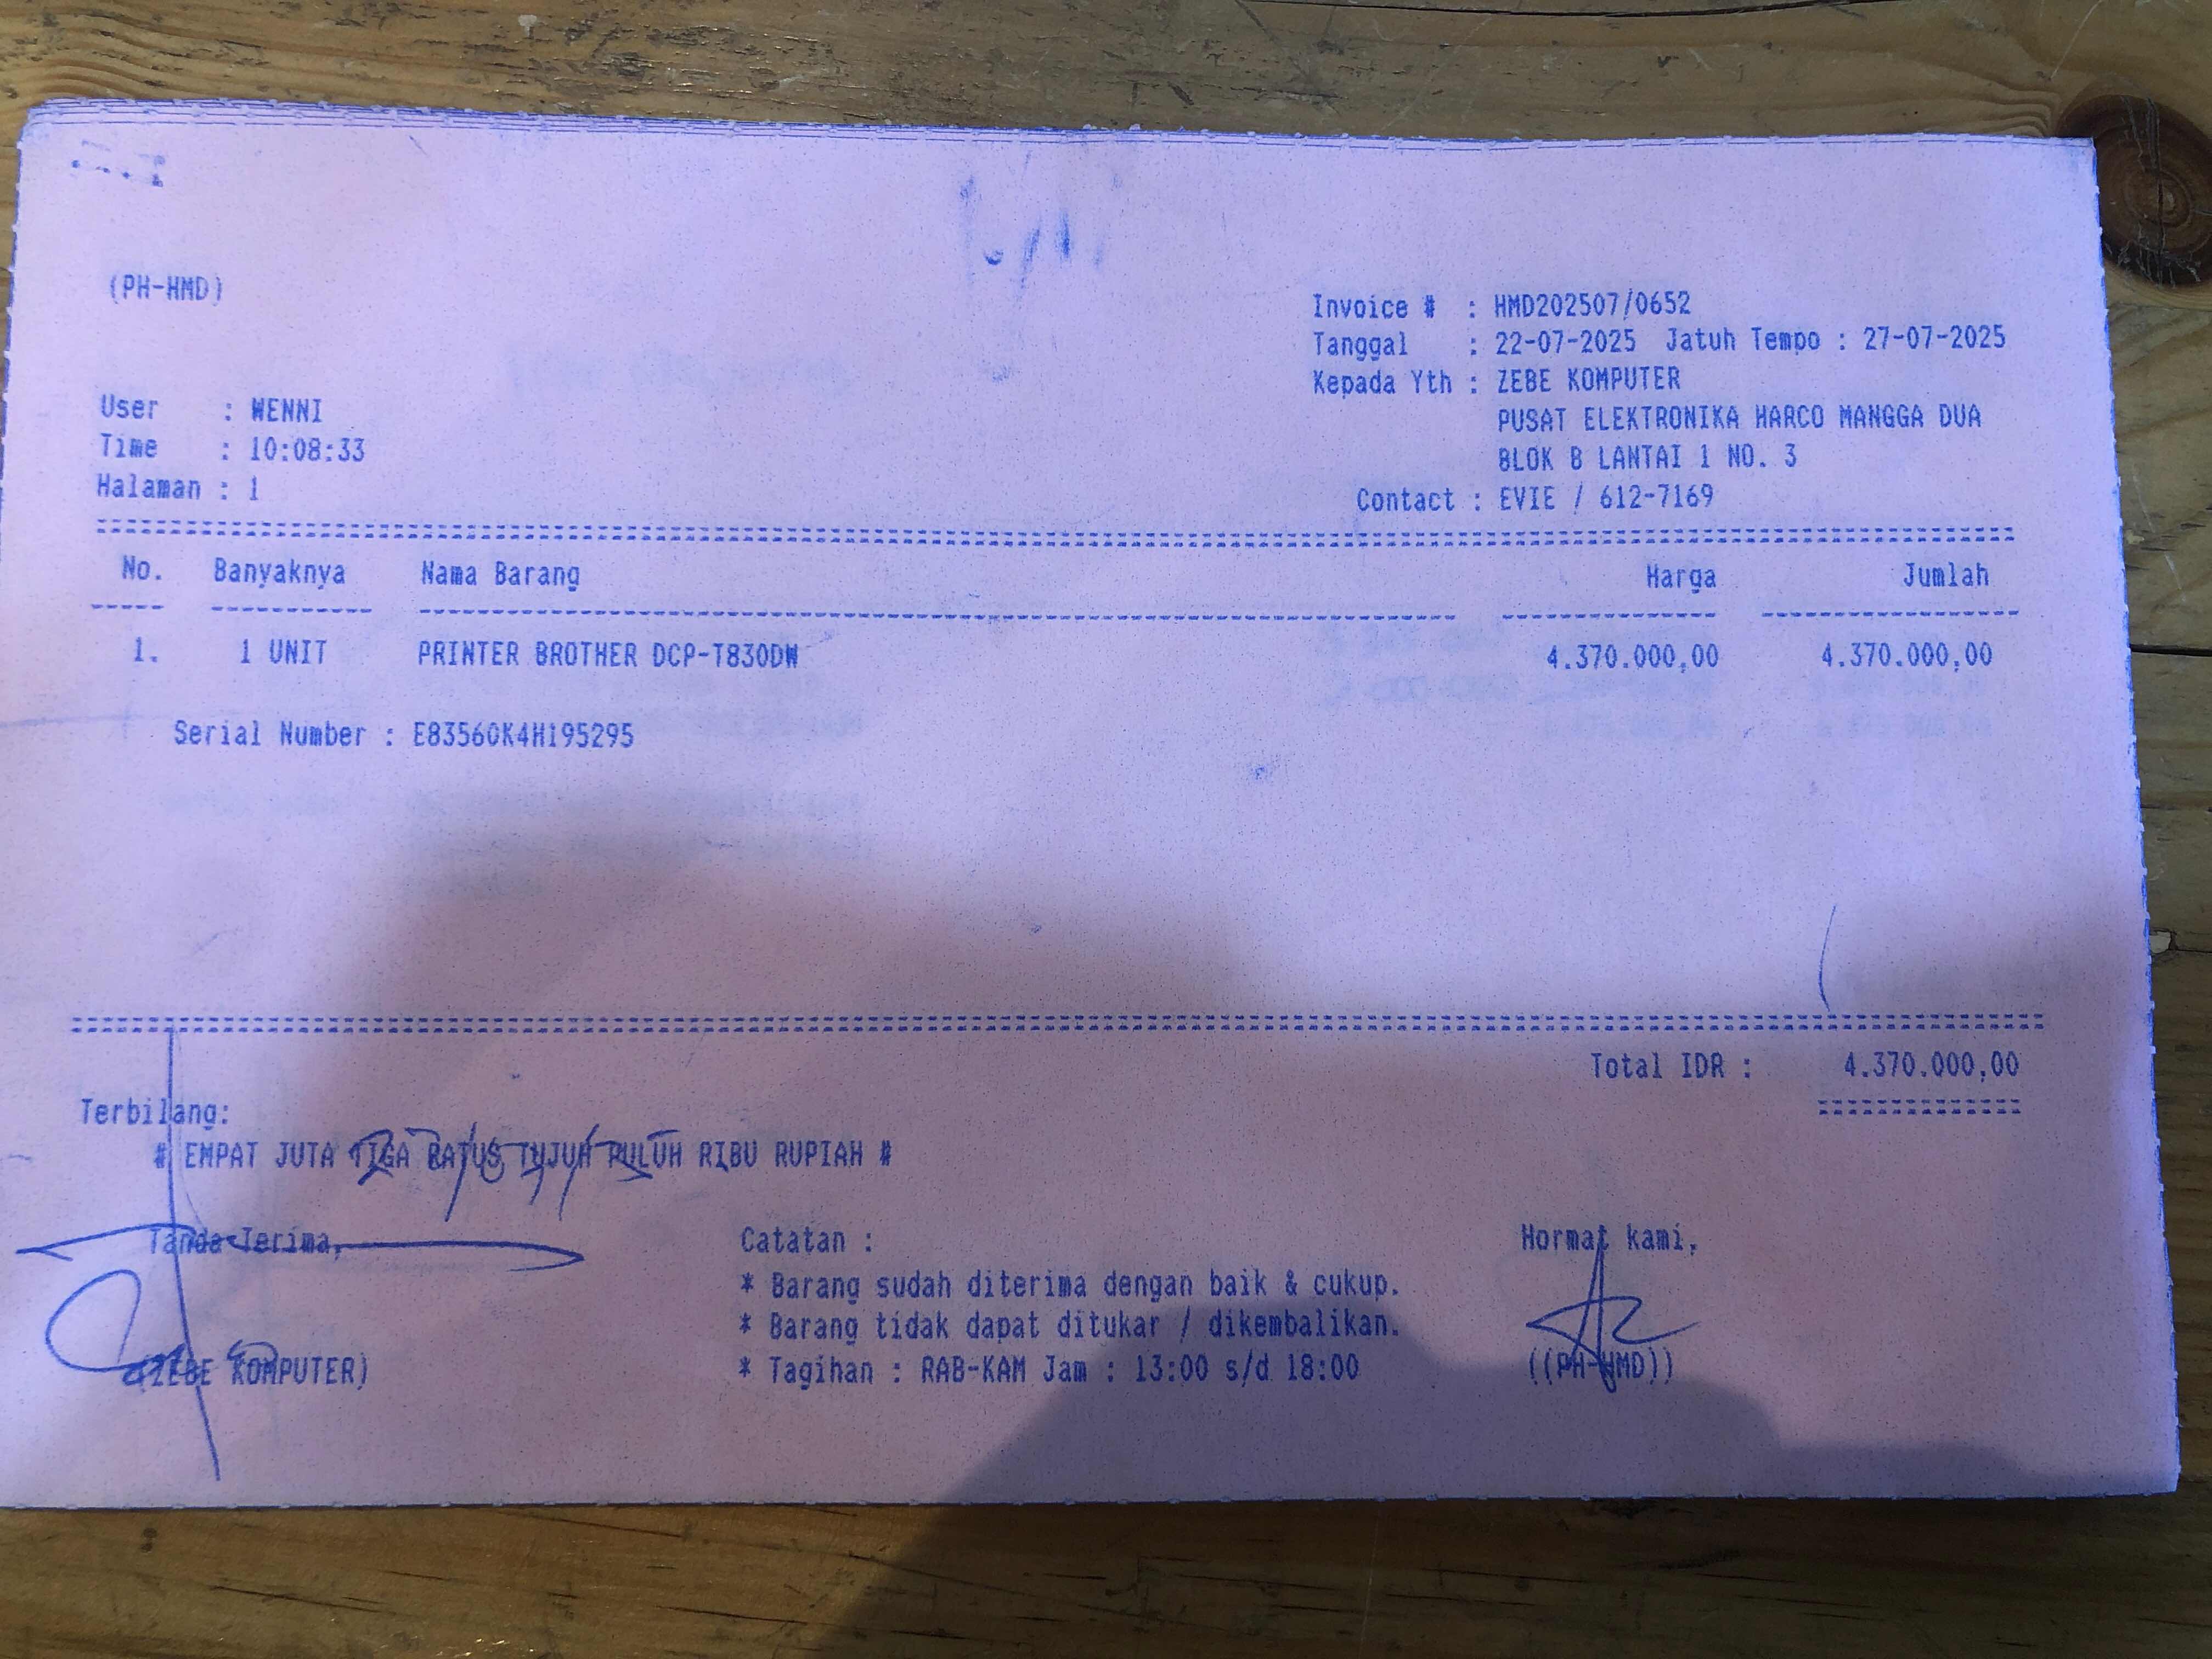 (PH-HMD)
Invoice # : HMD202507/0652
Tanggal : 22-07-2025 Jatuh Tempo : 27-07-2025
Kepada Yth : ZEBE KOMPUTER
PUSAT ELEKTRONIKA HARCO MANGGA DUA
BLOK B LANTAI 1 NO. 3
Contact : EVIE / 612-7169
User : WENNI
Time : 10:08:33
Halaman : 1
No. Banyaknya Nama Barang Harga Jumlah
1. 1 UNIT PRINTER BROTHER DCP-T830DW 4.370.000,00 4.370.000,00
Serial Number : E83560K4H195295
Total IDR : 4.370.000,00
Terbilang:
# EMPAT JUTA TIGA RATUS TUJUH PULUH RIBU RUPIAH #
Tanda Terima,
(ZEBE KOMPUTER)
Catatan :
* Barang sudah diterima dengan baik & cukup.
* Barang tidak dapat ditukar / dikembalikan.
* Tagihan : RAB-KAM Jam : 13:00 s/d 18:00
Hormat kami,
((PH-HMD))